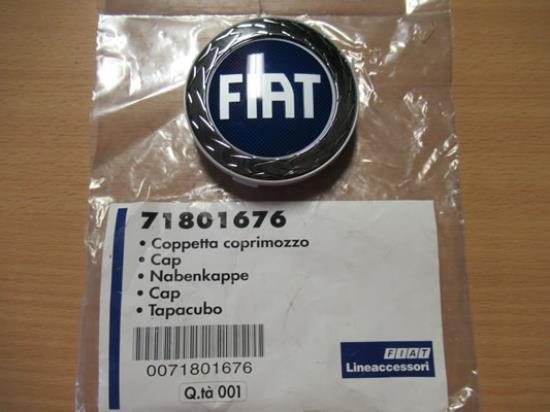 FIAT
71801676
• Coppetta coprimozzo
• Cap
• Nabenkappe
• Cap
• Tapacubo
0071801676
Q.tà 001
FIAT
Lineaccessori